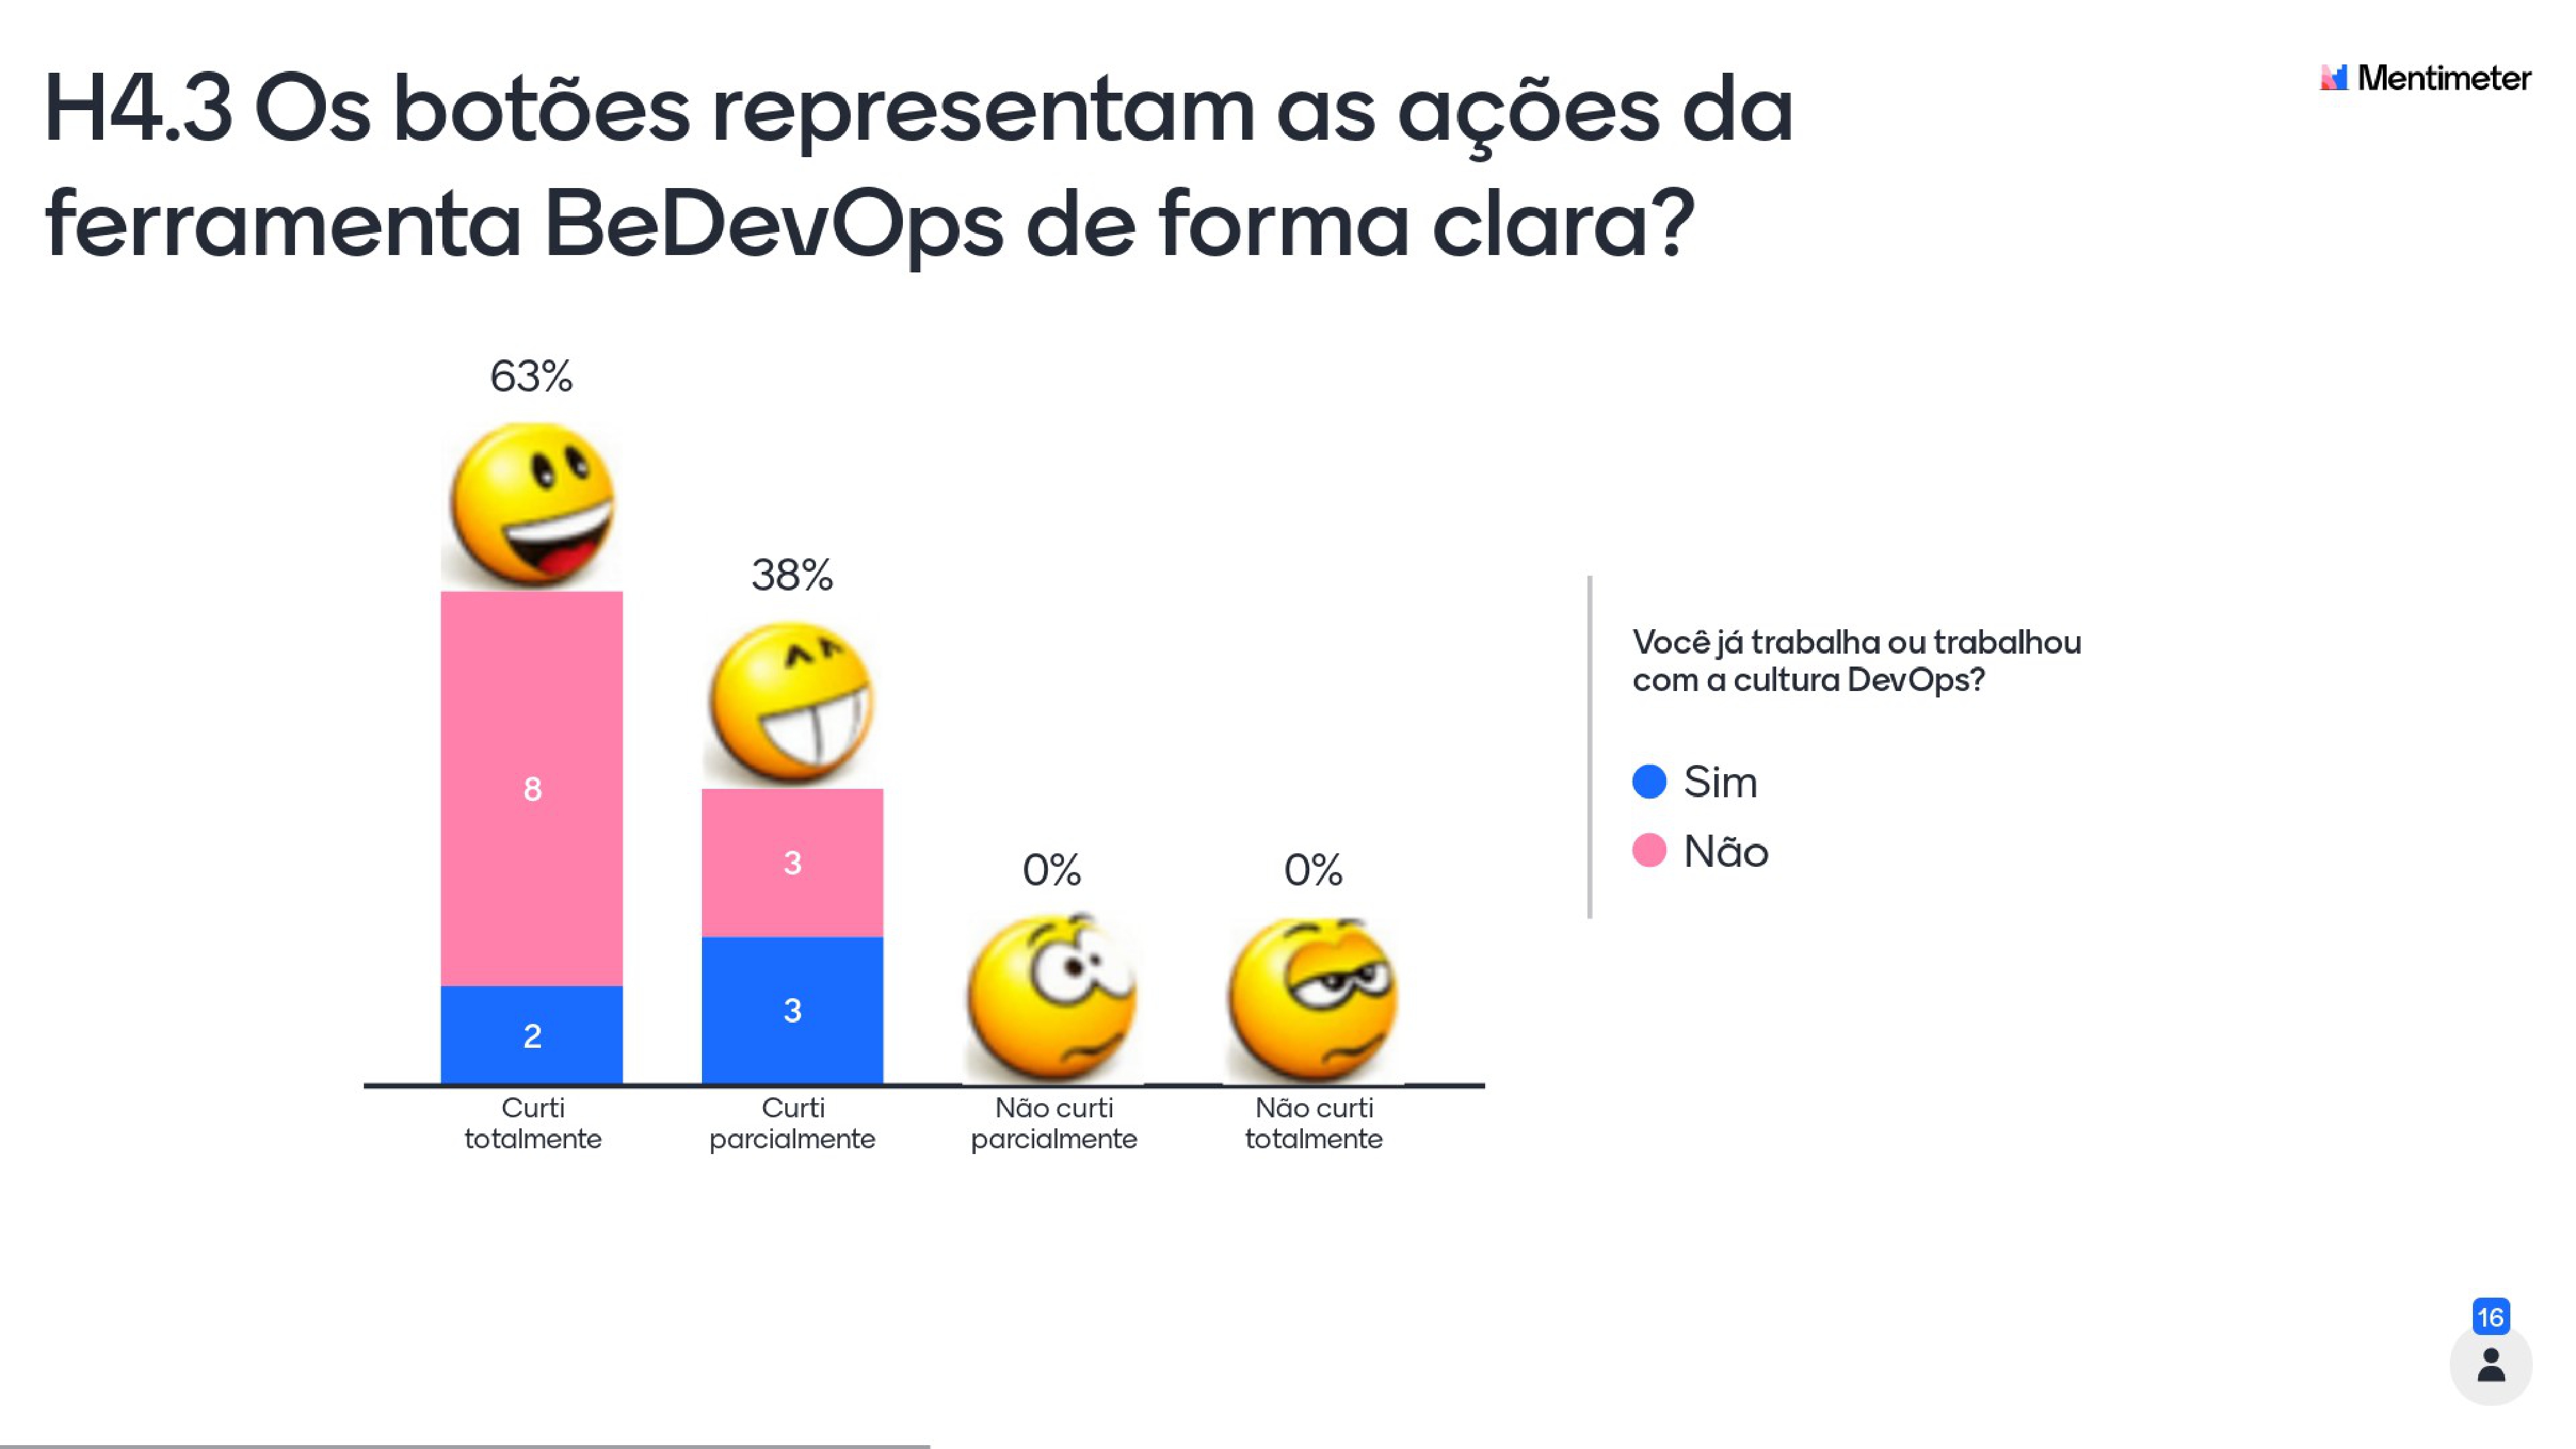 H4.3 Os botões representam as ações da
ferramenta BeDevOps de forma clara?
Mentimeter
63%
38%
0%
0%
8
2
3
3
Curti
totalmente
Curti
parcialmente
Não curti
parcialmente
Não curti
totalmente
Você já trabalha ou trabalhou
com a cultura DevOps?
Sim
Não
16